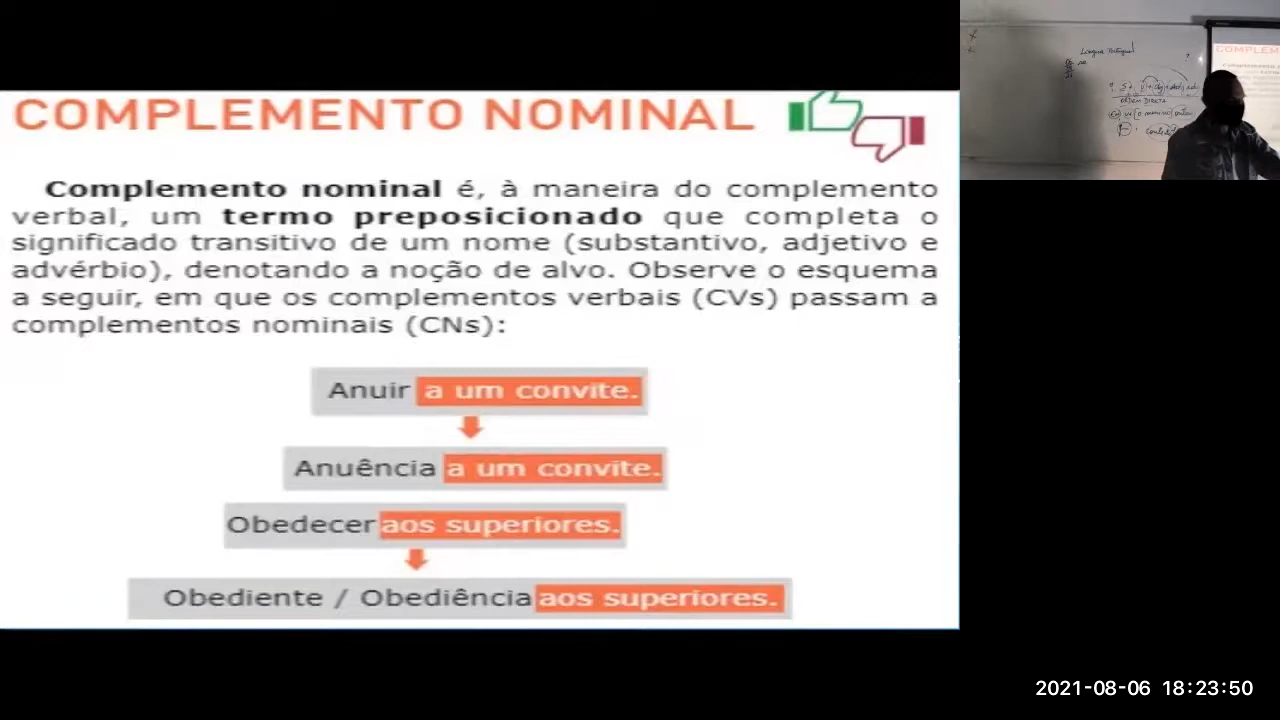 COMPLEMENTO NOMINAL
Complemento nominal é, à maneira do complemento
verbal, um termo preposicionado que completa o
significado transitivo de um nome (substantivo, adjetivo e
advérbio), denotando a noção de alvo. Observe o esquema
a seguir, em que os complementos verbais (CVs) passam a
complementos nominais (CNs):
Anuir a um convite.
Anuência a um convite.
Obedecer aos superiores.
Obediente / Obediência aos superiores.
ORDEM DIRETA
COMPLEM
2021-08-06 18:23:50